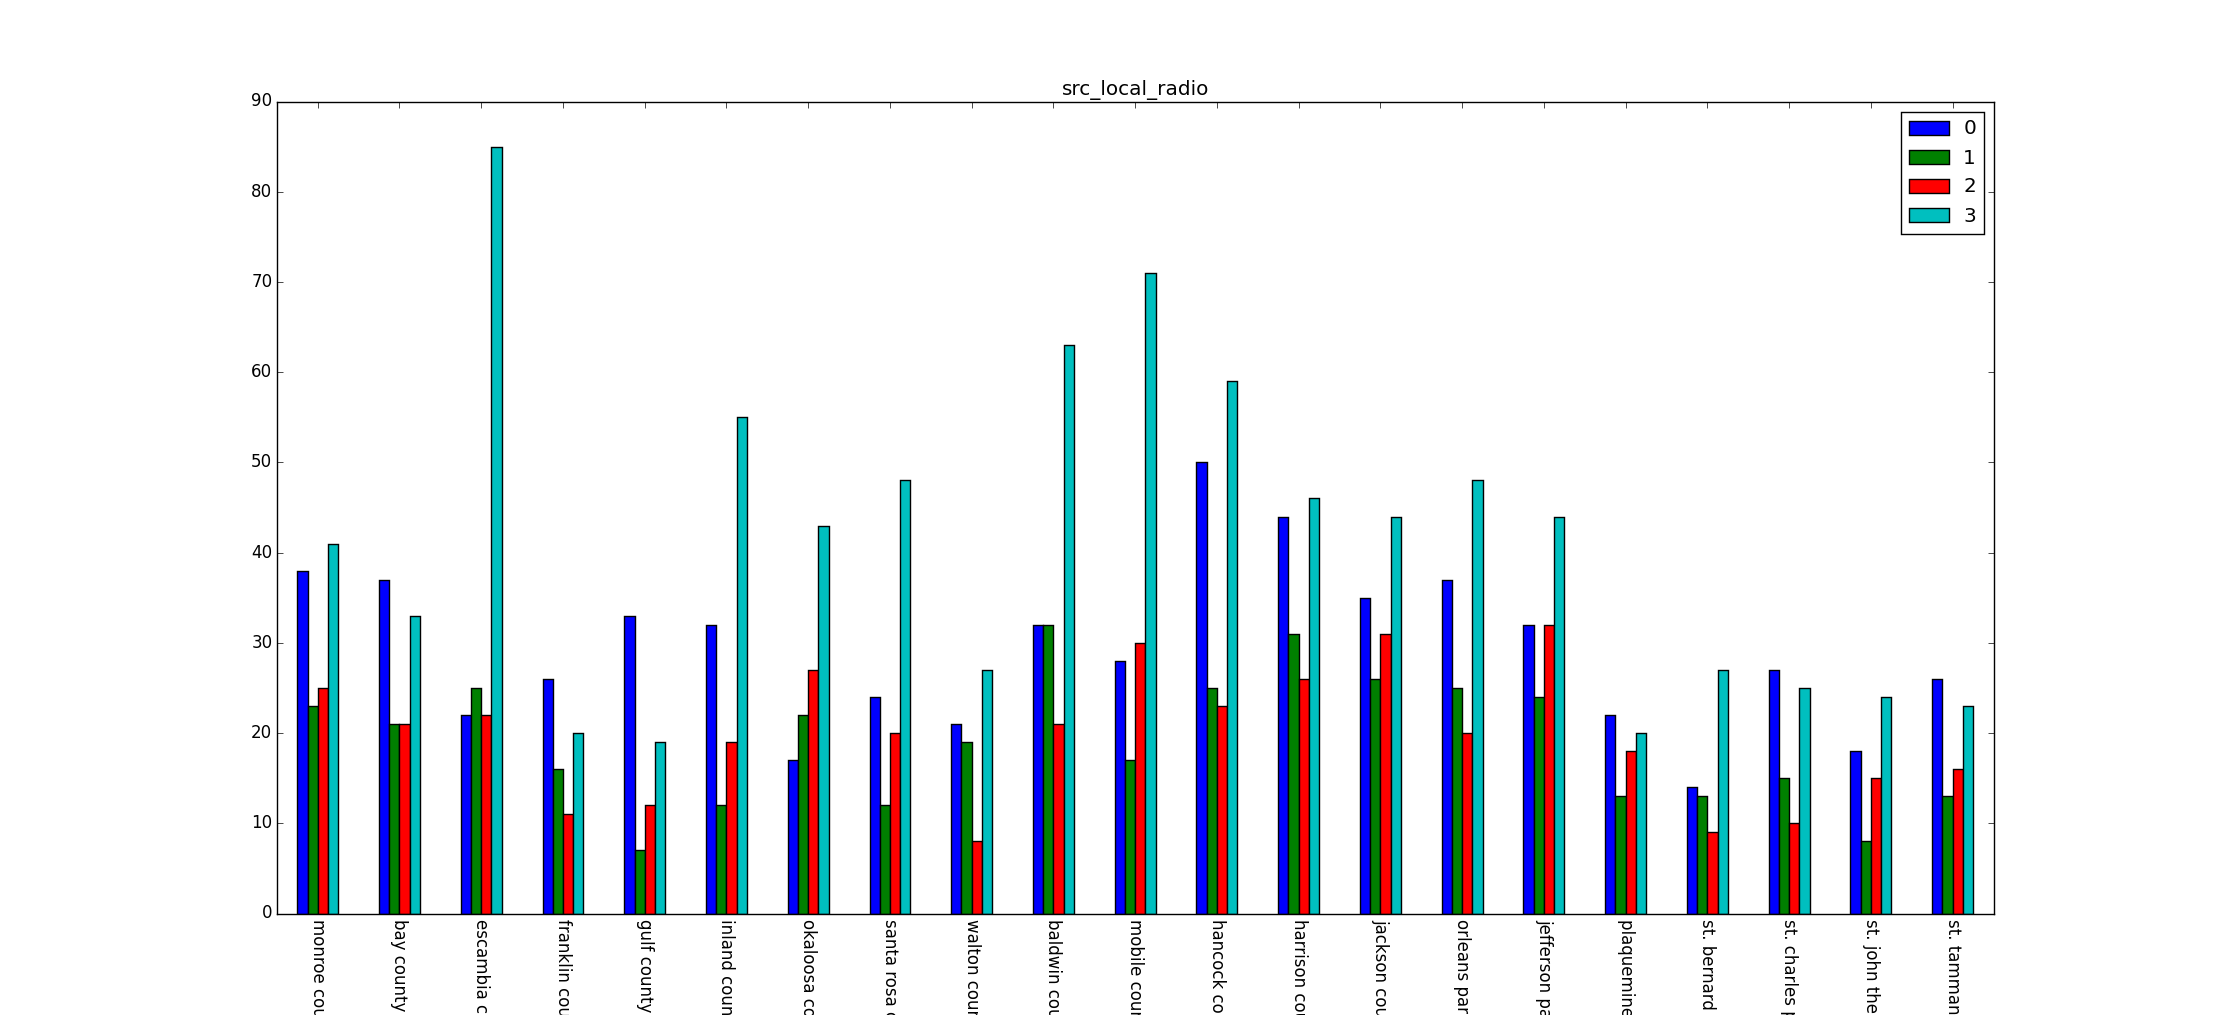 src_local_radio
90
80
70
60
50
40
30
20
10
0
0
1
2
3
monroe cou
bay county
escambia c
franklin cou
gulf county
inland coun
okaloosa co
santa rosa
walton coun
baldwin cou
mobile coun
hancock co
harrison cou
jackson cou
orleans par
jefferson pa
plaquemine
st. bernard
st. charles p
st. john the
st. tamman